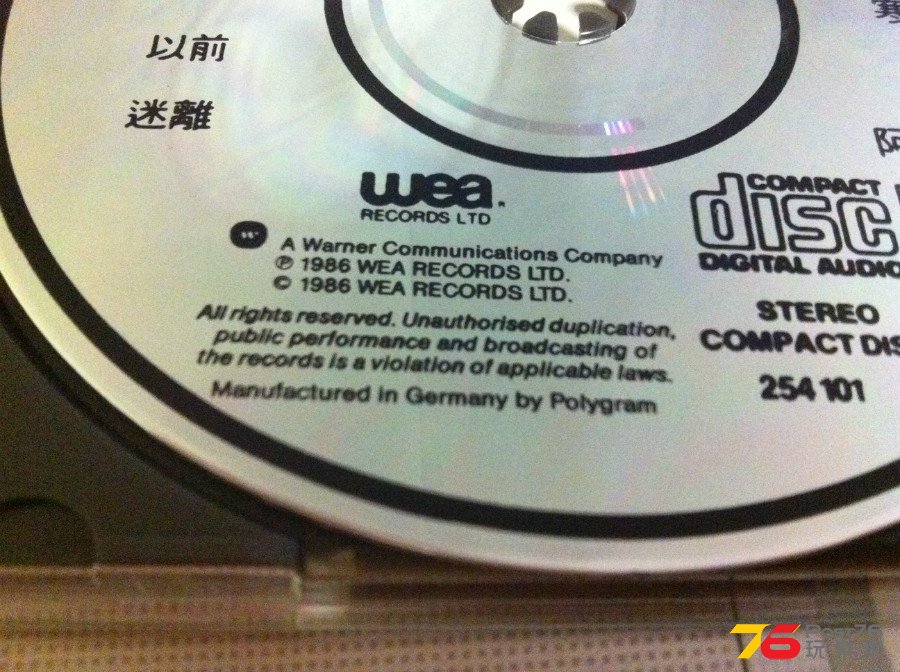 以前
迷離
wea.
RECORDS LTD
A Warner Communications Company
℗ 1986 WEA RECORDS LTD.
© 1986 WEA RECORDS LTD.
All rights reserved. Unauthorised duplication,
public performance and broadcasting of
the records is a violation of applicable laws.
Manufactured in Germany by Polygram
COMPACT
disc
DIGITAL AUDIO
STEREO
COMPACT DIS
254 101
76